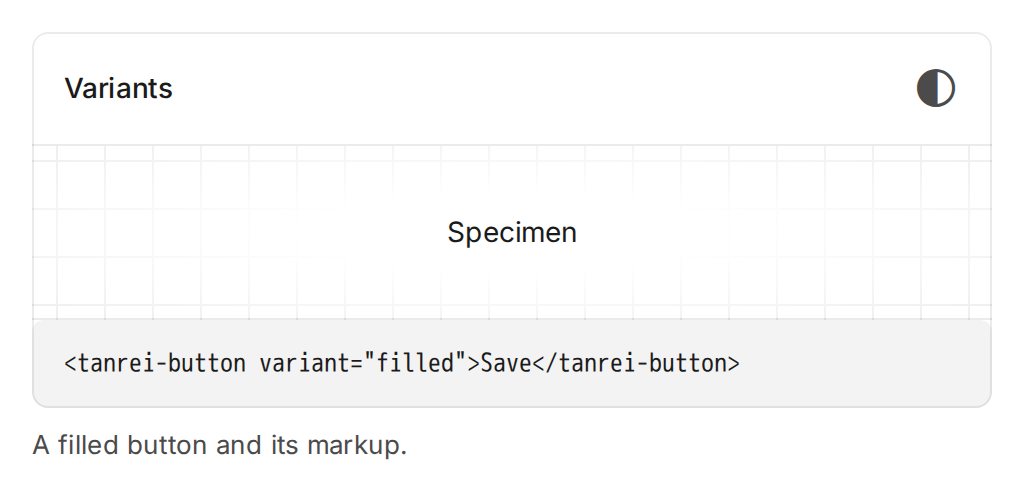 Variants
Specimen
<tanrei-button variant="filled">Save</tanrei-button>
A filled button and its markup.